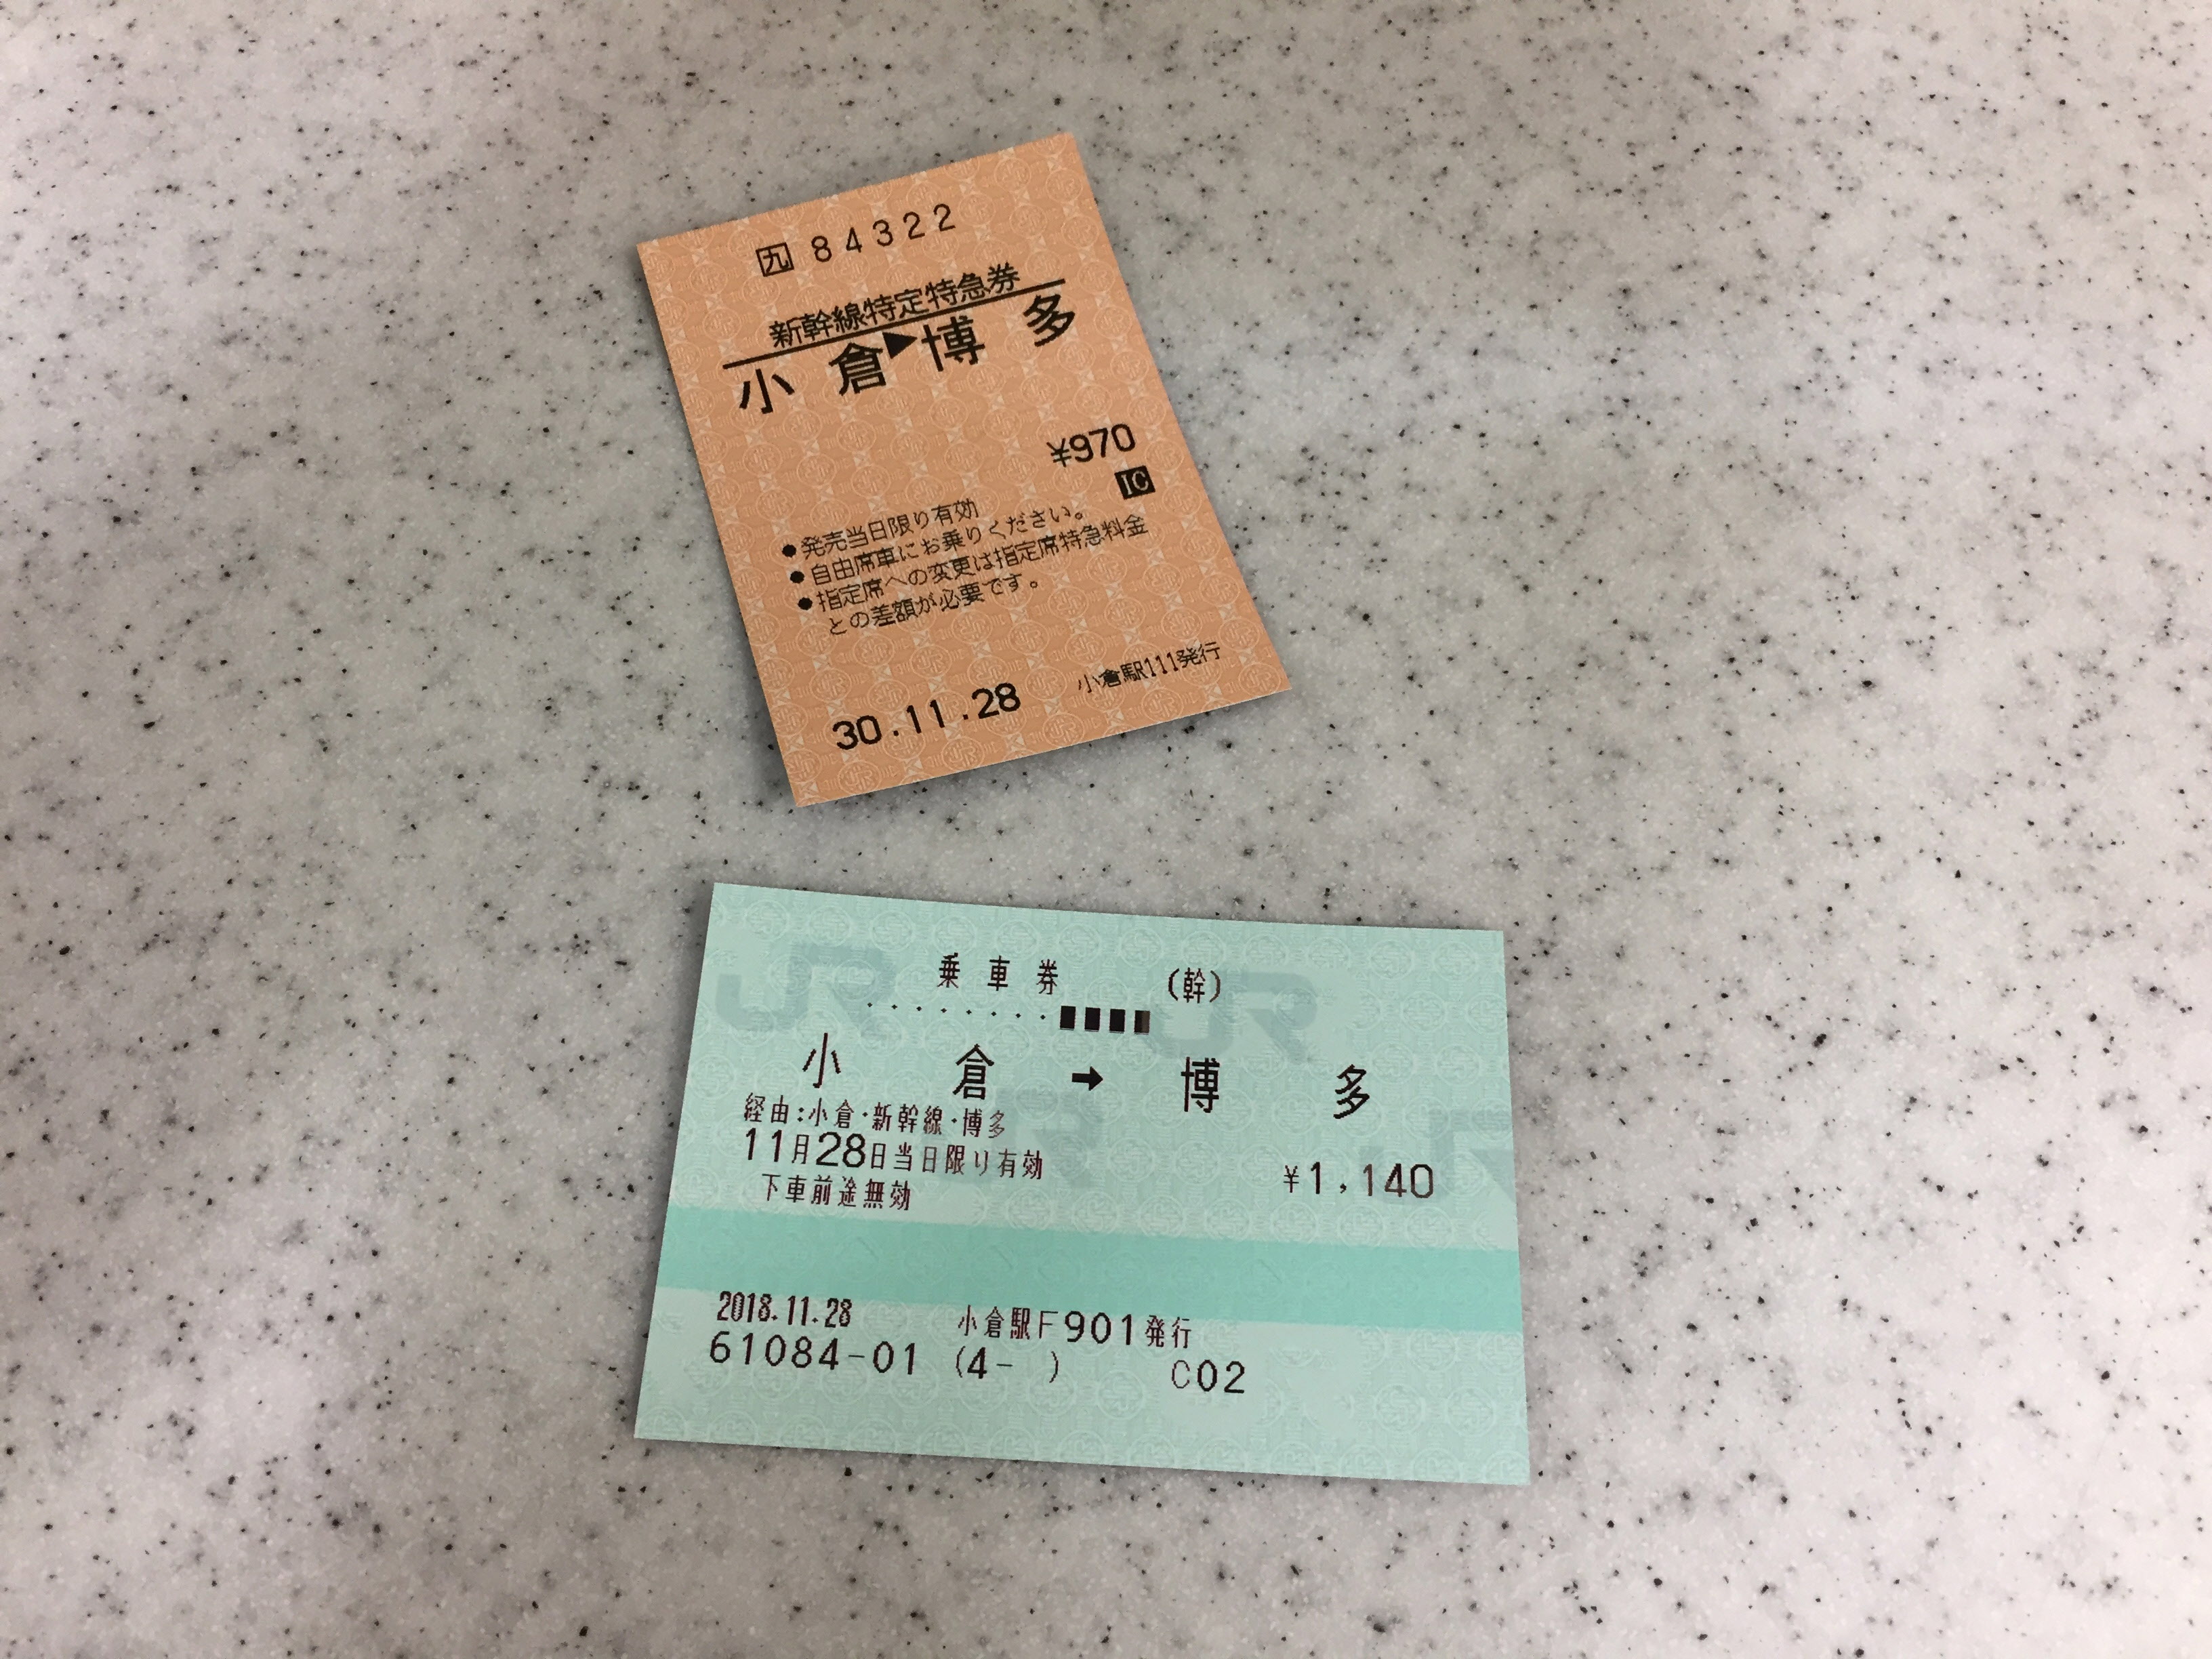 九 84322
新幹線特定特急券
小倉▶博多
¥970
IC
●発売当日限り有効
●自由席車にお乗りください。
●指定席への変更は指定席特急料金
との差額が必要です。
30.11.28 小倉駅111発行
乗車券 (幹)
小倉➡博多
経由:小倉・新幹線・博多
11月28日当日限り有効 ¥1,140
下車前途無効
2018.11.28 小倉駅F901発行
61084-01 (4- ) C02